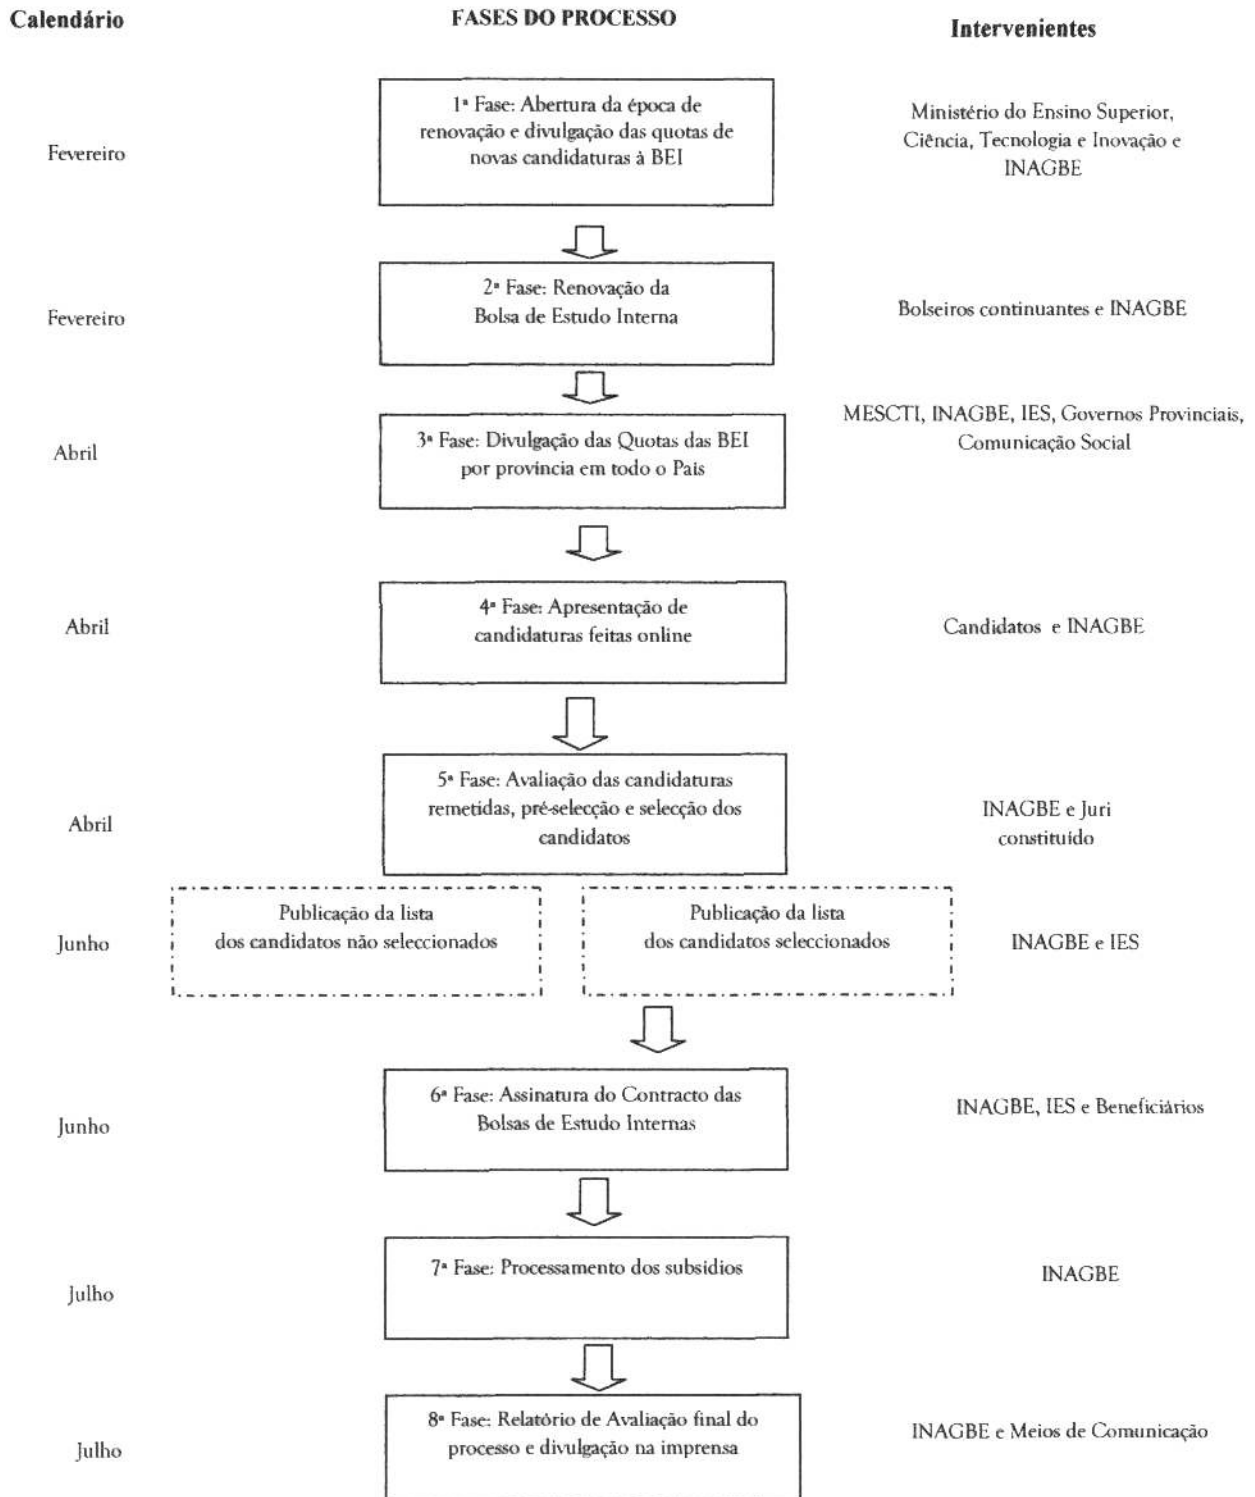 Calendário
FASES DO PROCESSO
Intervenientes
Fevereiro
1ª Fase: Abertura da época de
renovação e divulgação das quotas de
novas candidaturas à BEI
Ministério do Ensino Superior,
Ciência, Tecnologia e Inovação e
INAGBE
Fevereiro
2ª Fase: Renovação da
Bolsa de Estudo Interna
Bolseiros continuantes e INAGBE
Abril
3ª Fase: Divulgação das Quotas das BEI
por província em todo o País
MESCTI, INAGBE, IES, Governos Provinciais,
Comunicação Social
Abril
4ª Fase: Apresentação de
candidaturas feitas online
Candidatos e INAGBE
Abril
5ª Fase: Avaliação das candidaturas
remetidas, pré-selecção e selecção dos
candidatos
INAGBE e Juri
constituído
Junho
Publicação da lista
dos candidatos não seleccionados
Publicação da lista
dos candidatos seleccionados
INAGBE e IES
Junho
6ª Fase: Assinatura do Contracto das
Bolsas de Estudo Internas
INAGBE, IES e Beneficiários
Julho
7ª Fase: Processamento dos subsídios
INAGBE
Julho
8ª Fase: Relatório de Avaliação final do
processo e divulgação na imprensa
INAGBE e Meios de Comunicação